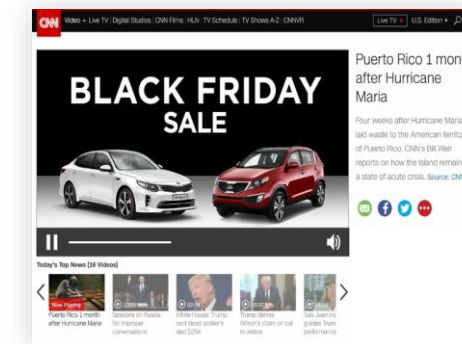 CNN Video + Live TV | Digital Studios | CNN Films | HLN | TV Schedule | TV Shows A-Z | CNNVR Live TV U.S. Edition +
BLACK FRIDAY
SALE
Puerto Rico 1 mont
after Hurricane
Maria
Four weeks after Hurricane Maria
laid waste to the American territo
of Puerto Rico, CNN's Bill Weir
reports on how the island remain
a state of acute crisis. Source: CN
Today's Top News (16 Videos)
Now Playing
Puerto Rico 1 month
after Hurricane Maria
Sessions on Russia:
No improper
conversations
White House: Trump
sent dead soldier's
dad $25K
Trump denies
Wilson's claim on call
to widow
San Juan m
grades Trum
performance